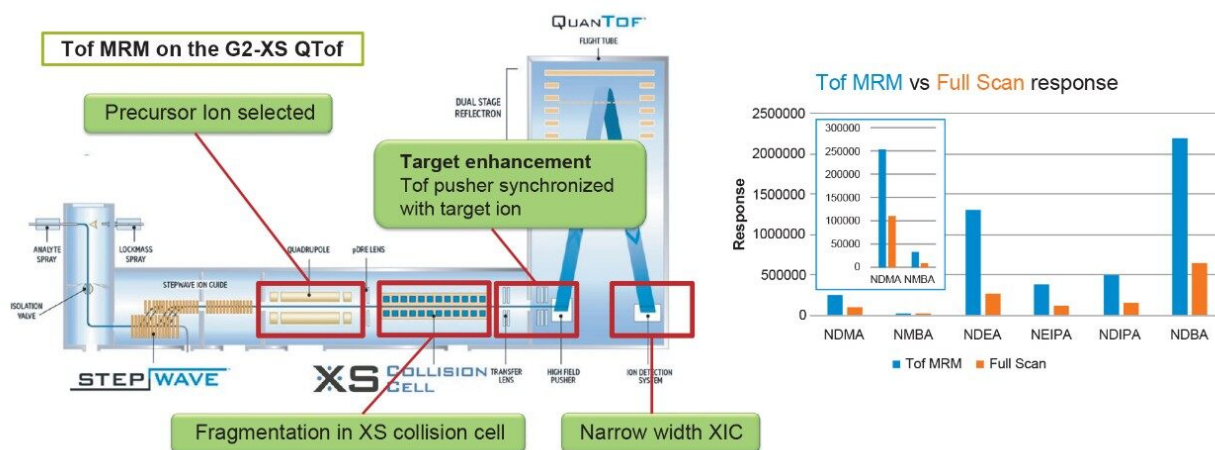 Tof MRM on the G2-XS QTof
Precursor Ion selected
QUANTOF
FLIGHT TUBE
DUAL STAGE
REFLECTRON
Target enhancement
Tof pusher synchronized
with target ion
ANALYTE
SPRAY
LOCKMASS
SPRAY
ISOLATION
VALVE
STEPWAVE ION GUIDE
QUADRUPOLE
pDRE LENS
TRANSFER
LENS
HIGH FIELD
PUSHER
ION DETECTION
SYSTEM
STEPWAVE
XS COLLISION
CELL
Fragmentation in XS collision cell
Narrow width XIC
Tof MRM vs Full Scan response
Response
2500000
2000000
1500000
1000000
500000
0
300000
250000
200000
150000
100000
50000
0
NDMA NMBA
NDMA NMBA NDEA NEIPA NDIPA NDBA
Tof MRM Full Scan